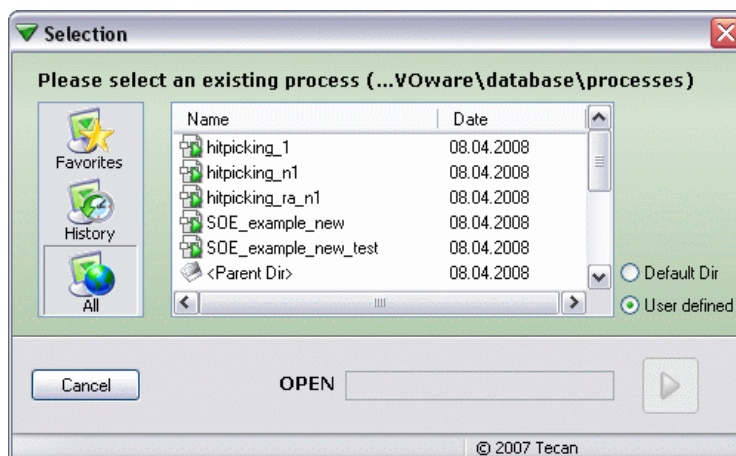 Selection
Please select an existing process (...VOware\database\processes)
Favorites
History
All
Name Date
hitpicking_1 08.04.2008
hitpicking_n1 08.04.2008
hitpicking_ra_n1 08.04.2008
SOE_example_new 08.04.2008
SOE_example_new_test 08.04.2008
<Parent Dir> 08.04.2008
Default Dir
User defined
Cancel
OPEN
© 2007 Tecan